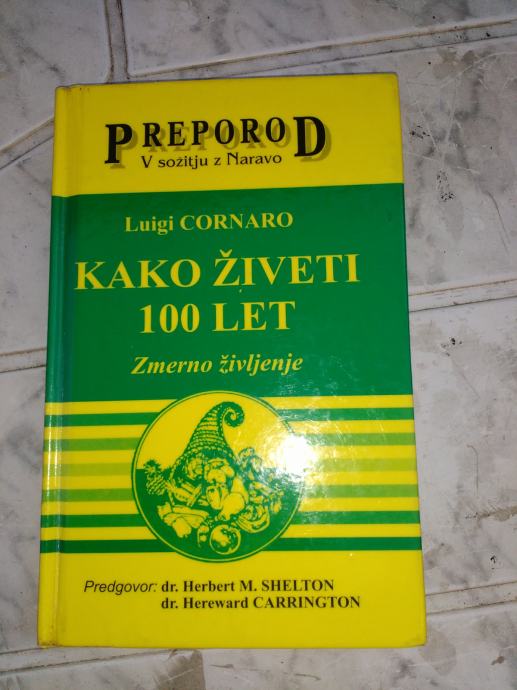 PREPOROD
V sožitju z Naravo
Luigi CORNARO
KAKO ŽIVETI
100 LET
Zmerno življenje
Predgovor: dr. Herbert M. SHELTON
dr. Hereward CARRINGTON